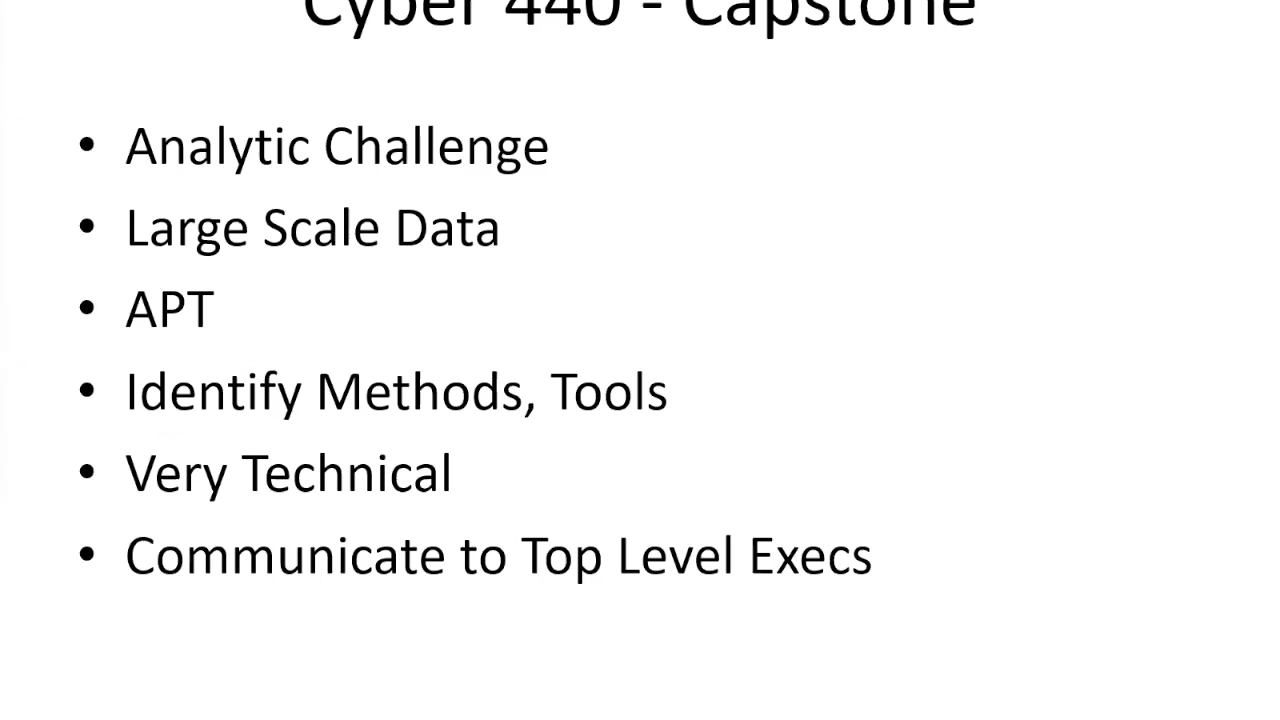 Cyber 440 - Capstone
• Analytic Challenge
• Large Scale Data
• APT
• Identify Methods, Tools
• Very Technical
• Communicate to Top Level Execs